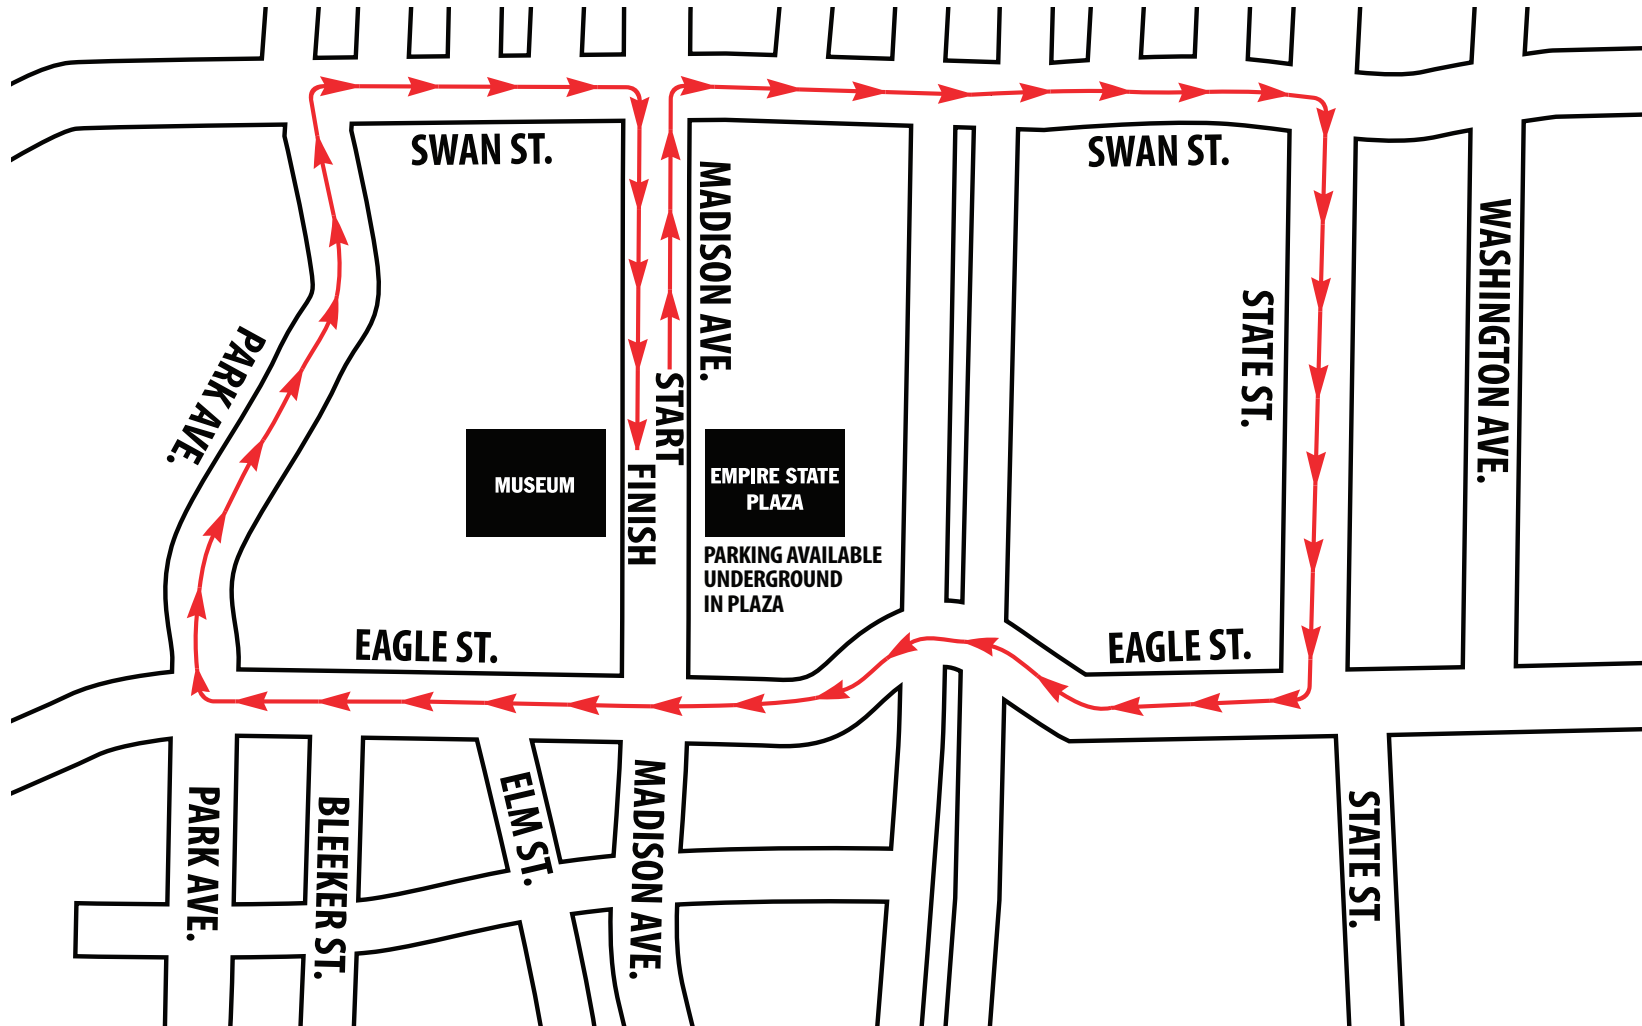 SWAN ST.
SWAN ST.
MADISON AVE.
WASHINGTON AVE.
STATE ST.
PARK AVE.
START
FINISH
MUSEUM
EMPIRE STATE
PLAZA
PARKING AVAILABLE
UNDERGROUND
IN PLAZA
EAGLE ST.
EAGLE ST.
PARK AVE.
BLEEKER ST.
ELM ST.
MADISON AVE.
STATE ST.